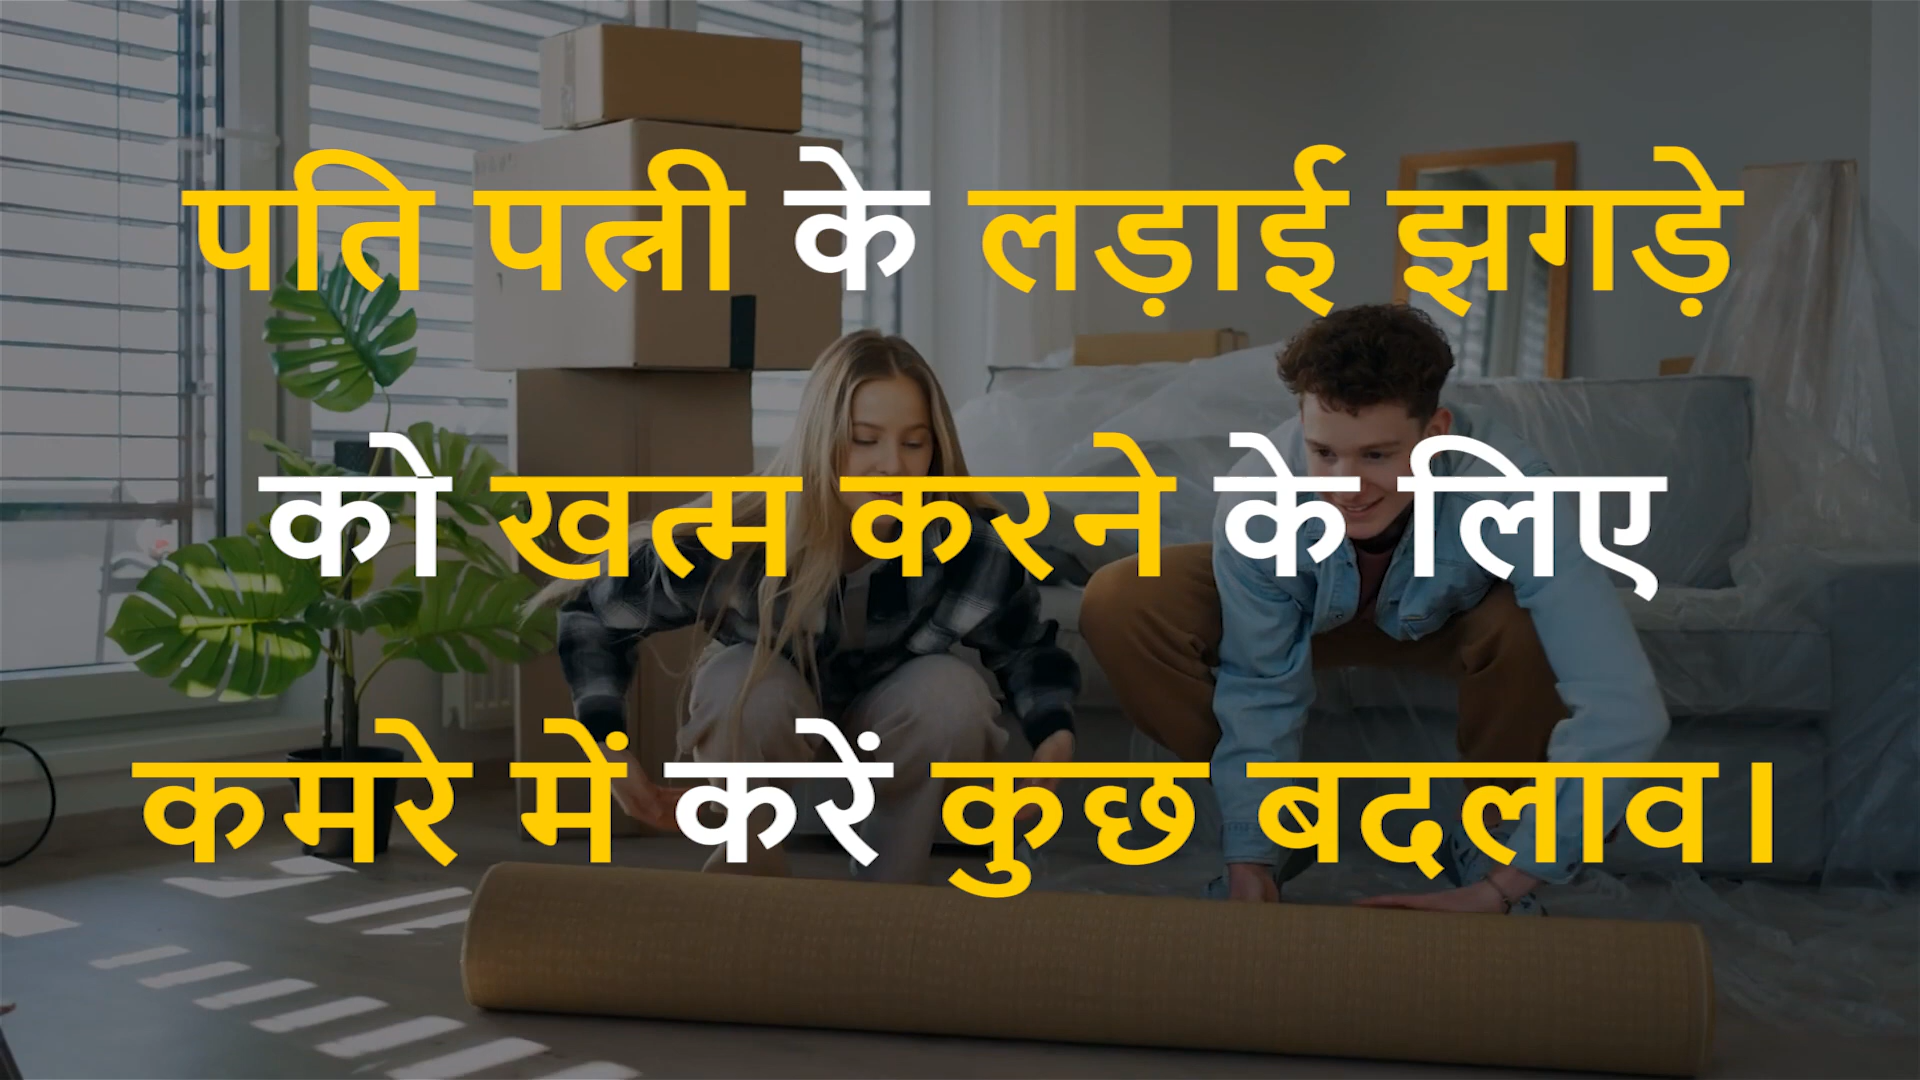 पति पत्नी के लड़ाई झगड़े
को खत्म करने के लिए
कमरे में करें कुछ बदलाव।